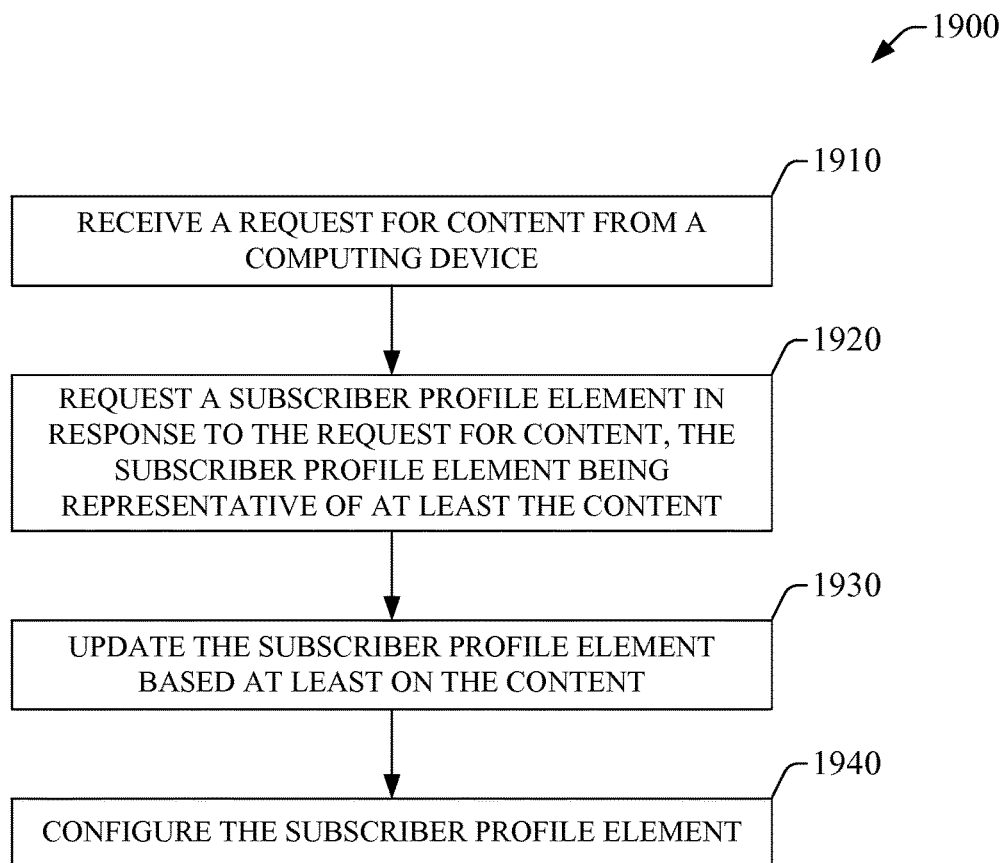 1900
1910
RECEIVE A REQUEST FOR CONTENT FROM A
COMPUTING DEVICE
1920
REQUEST A SUBSCRIBER PROFILE ELEMENT IN
RESPONSE TO THE REQUEST FOR CONTENT, THE
SUBSCRIBER PROFILE ELEMENT BEING
REPRESENTATIVE OF AT LEAST THE CONTENT
1930
UPDATE THE SUBSCRIBER PROFILE ELEMENT
BASED AT LEAST ON THE CONTENT
1940
CONFIGURE THE SUBSCRIBER PROFILE ELEMENT